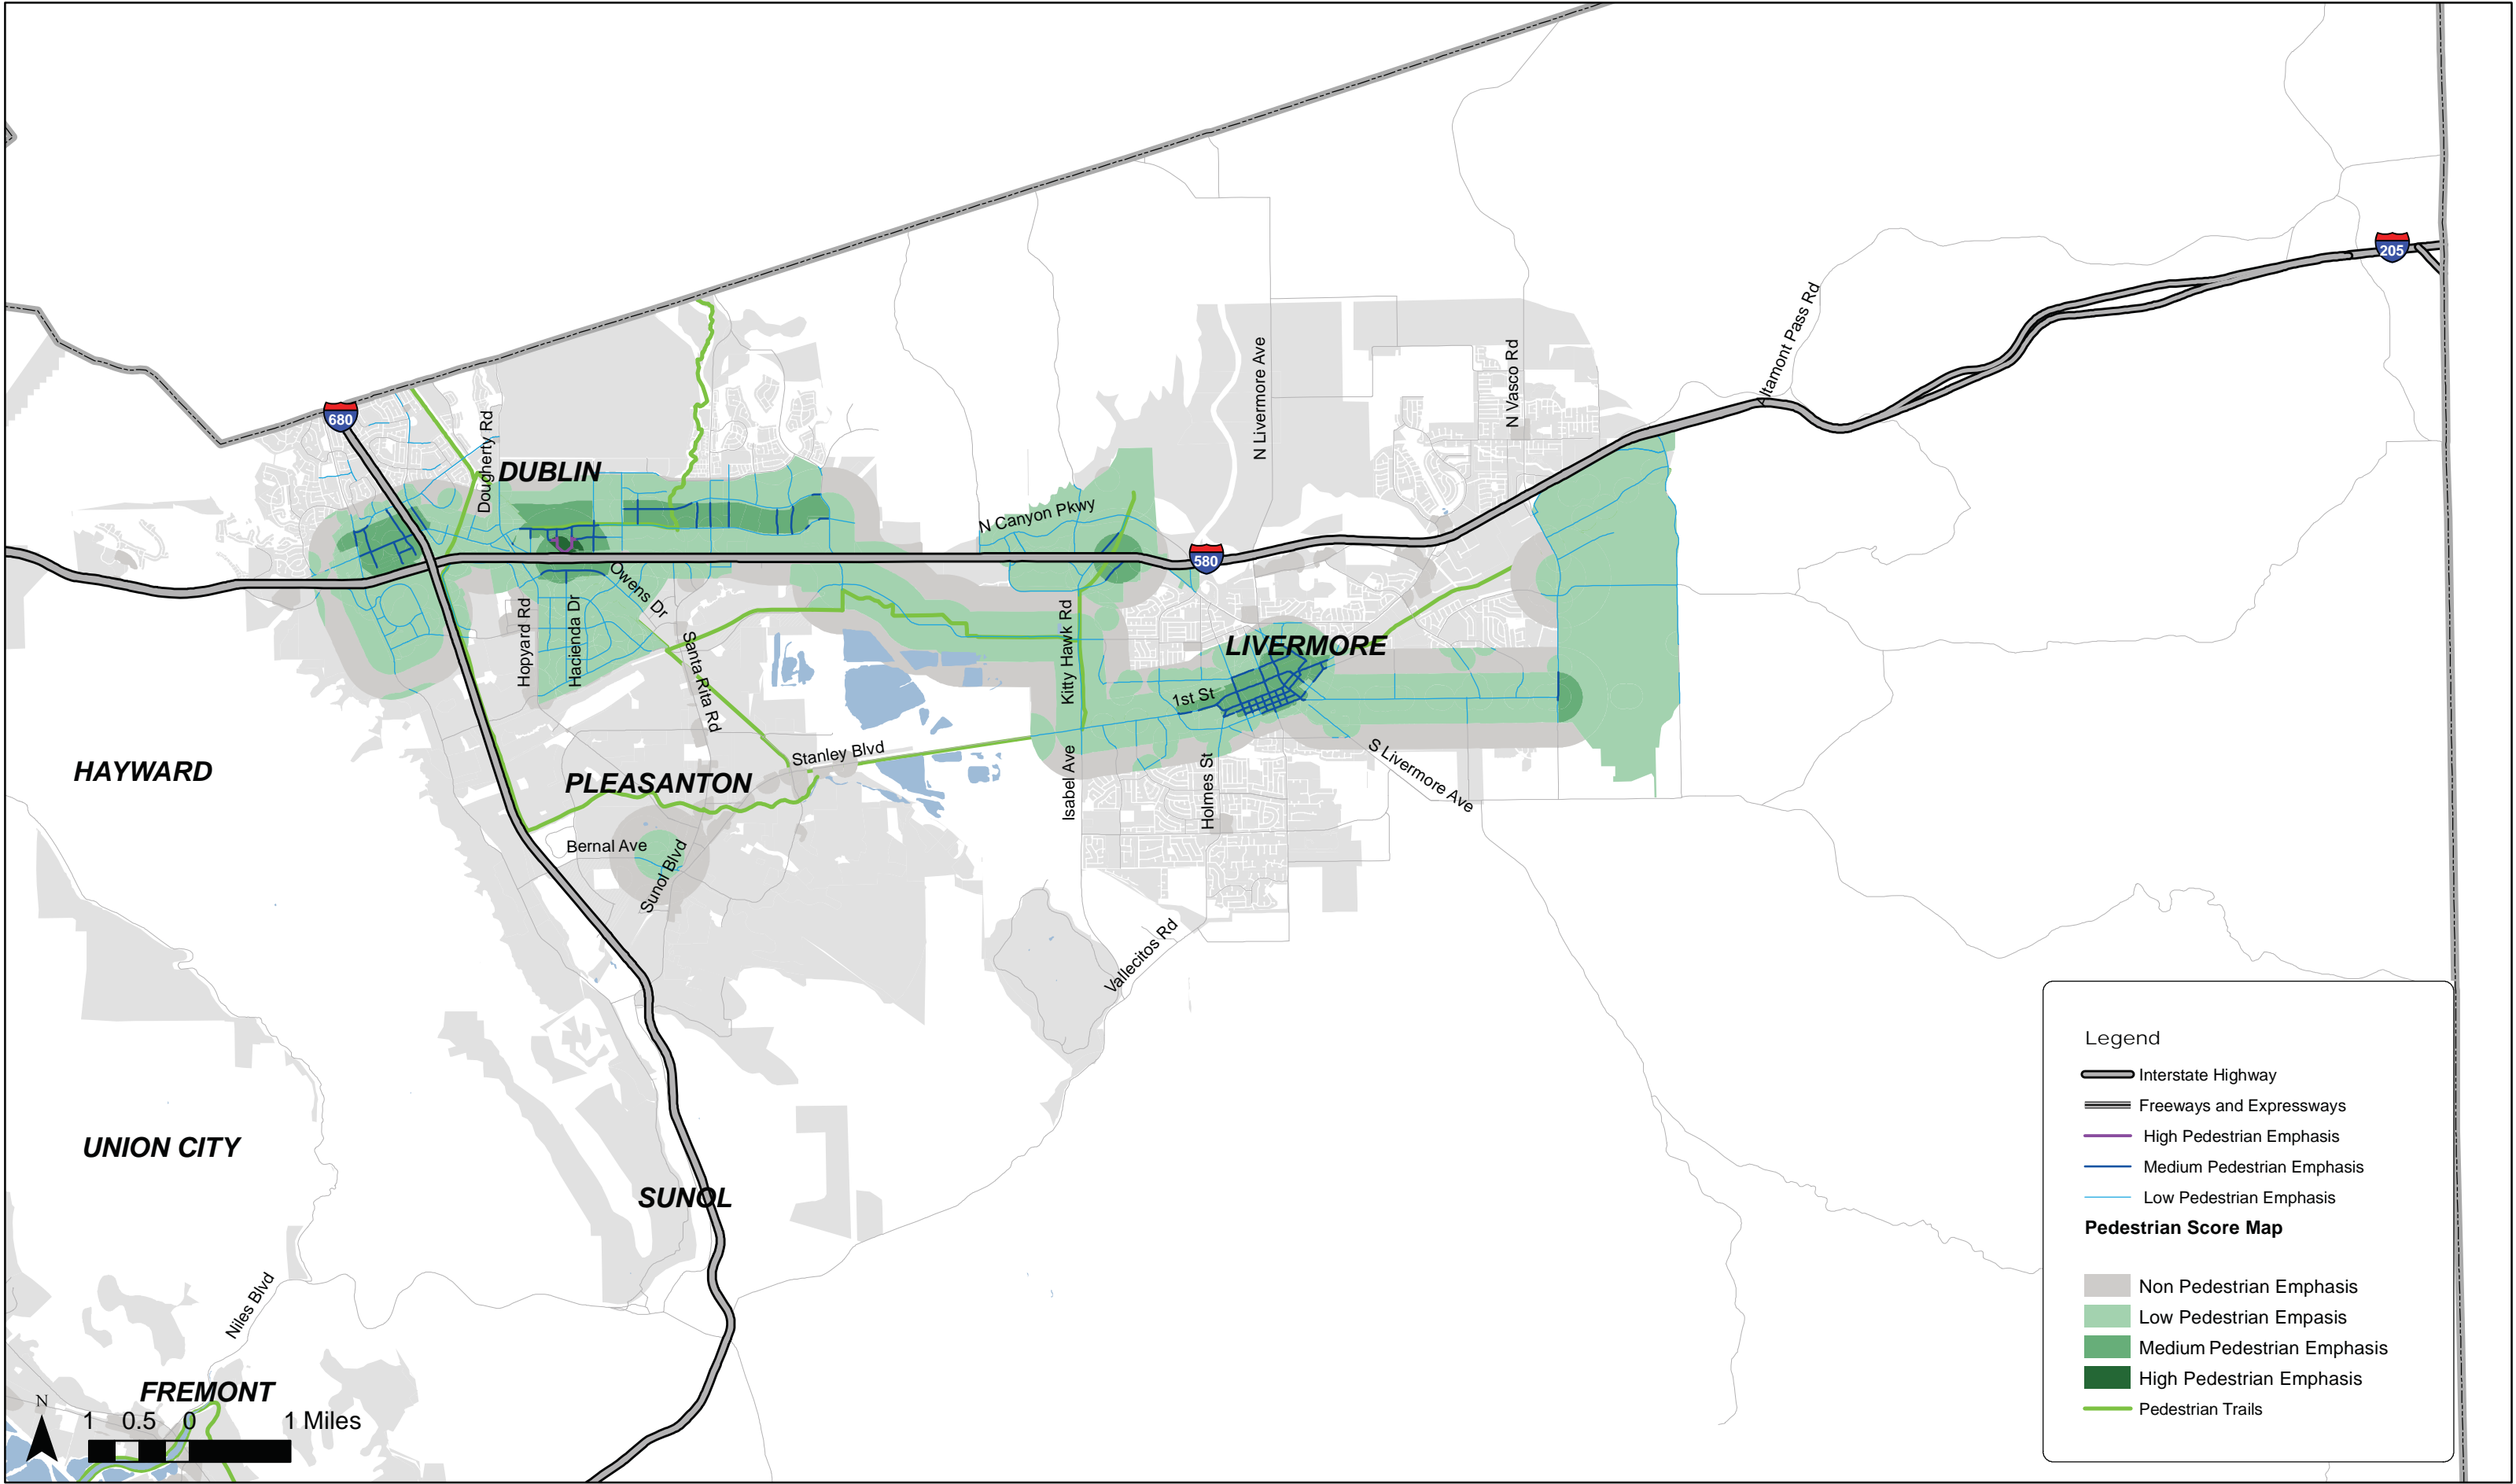 205
Altamont Pass Rd
N Livermore Ave
N Vasco Rd
680
Dougherty Rd
DUBLIN
N Canyon Pkwy
580
Owens Dr
Hopyard Rd
Hacienda Dr
Santa Rita Rd
Kitty Hawk Rd
LIVERMORE
1st St
Stanley Blvd
S Livermore Ave
HAYWARD
PLEASANTON
Isabel Ave
Holmes St
Bernal Ave
Sunol Blvd
Vallecitos Rd
UNION CITY
SUNOL
Niles Blvd
FREMONT
N
1 0.5 0 1 Miles
Legend
Interstate Highway
Freeways and Expressways
High Pedestrian Emphasis
Medium Pedestrian Emphasis
Low Pedestrian Emphasis
Pedestrian Score Map
Non Pedestrian Emphasis
Low Pedestrian Empasis
Medium Pedestrian Emphasis
High Pedestrian Emphasis
Pedestrian Trails